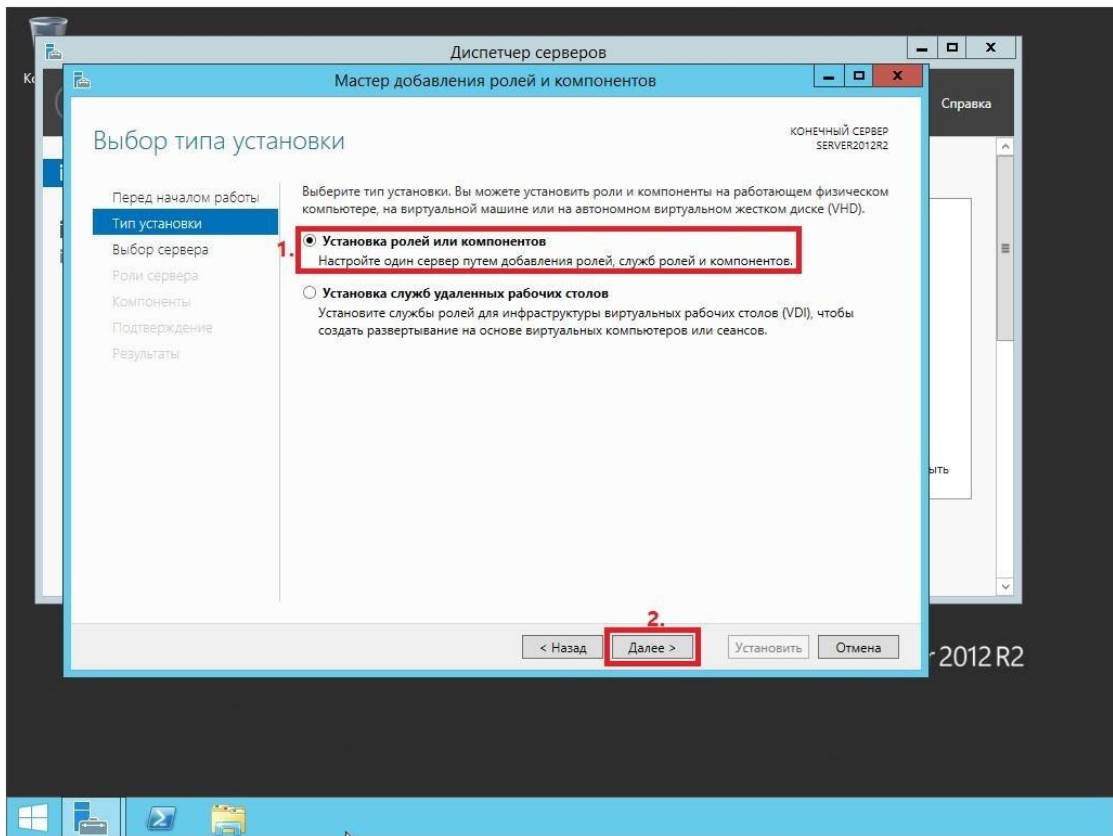 Диспетчер серверов
Мастер добавления ролей и компонентов
Справка
Выбор типа установки
КОНЕЧНЫЙ СЕРВЕР
SERVER2012R2
Перед началом работы
Тип установки
Выбор сервера
Роли сервера
Компоненты
Подтверждение
Результаты
Выберите тип установки. Вы можете установить роли и компоненты на работающем физическом
компьютере, на виртуальной машине или на автономном виртуальном жестком диске (VHD).
1.
Установка ролей или компонентов
Настройте один сервер путем добавления ролей, служб ролей и компонентов.
Установка служб удаленных рабочих столов
Установите службы ролей для инфраструктуры виртуальных рабочих столов (VDI), чтобы
создать развертывание на основе виртуальных компьютеров или сеансов.
ыть
2.
< Назад
Далее >
Установить
Отмена
r 2012 R2